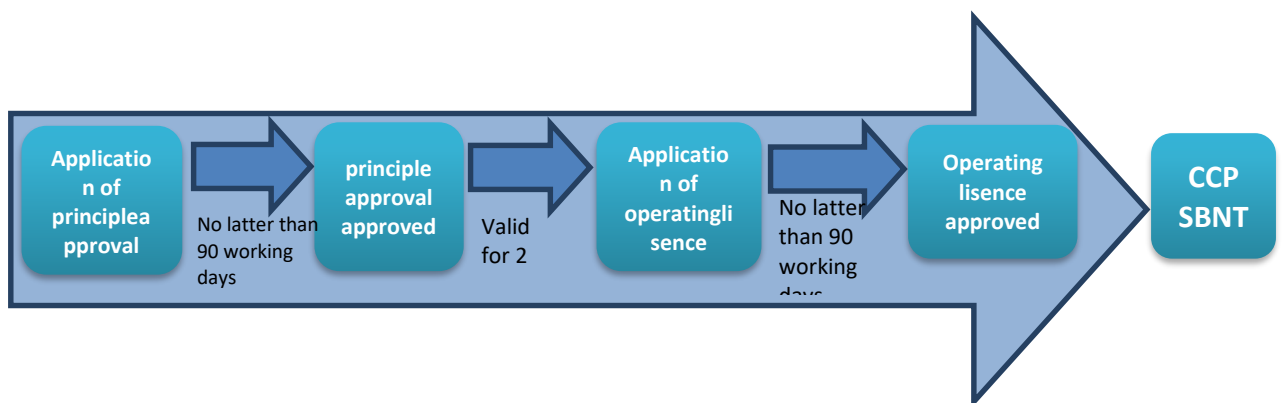 Applicatio
n of
principlea
pproval
No latter than
90 working
days
principle
approval
approved
Valid
for 2
Applicatio
n of
operatingli
sence
No latter
than 90
working
days
Operating
lisence
approved
CCP
SBNT